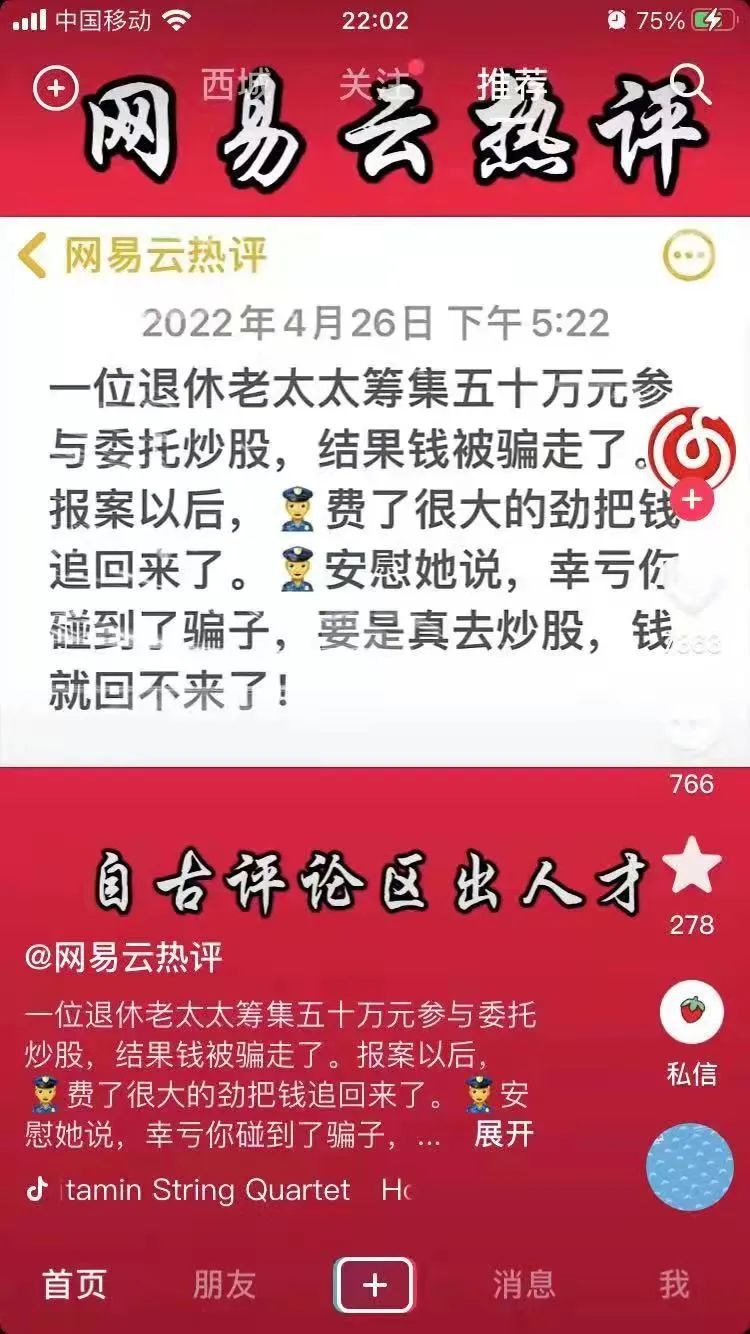 中国移动 22:02 75%
西城 关注 推荐
网易云热评
网易云热评
2022年4月26日 下午5:22
一位退休老太太筹集五十万元参
与委托炒股，结果钱被骗走了。
报案以后，👮费了很大的劲把钱
追回来了。👮安慰她说，幸亏你
碰到了骗子，要是真去炒股，钱
就回不来了！
766
自古评论区出人才
278
@网易云热评
一位退休老太太筹集五十万元参与委托
炒股，结果钱被骗走了。报案以后，
👮费了很大的劲把钱追回来了。👮安
慰她说，幸亏你碰到了骗子，... 展开
私信
itamin String Quartet
首页 朋友 消息 我